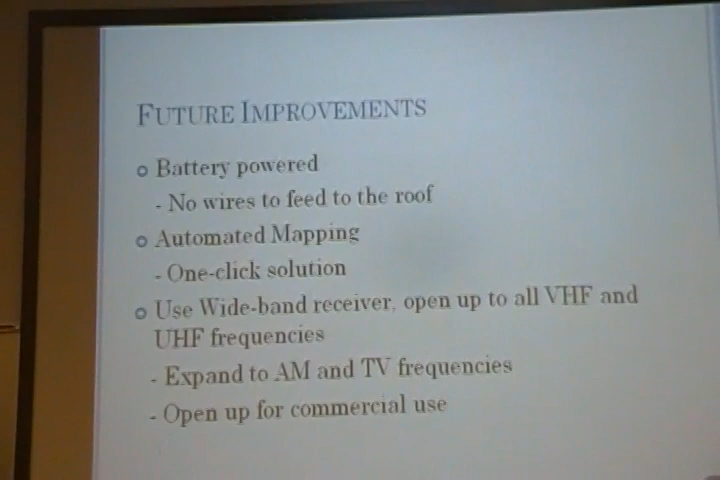 FUTURE IMPROVEMENTS
Battery powered
- No wires to feed to the roof
Automated Mapping
- One-click solution
Use Wide-band receiver, open up to all VHF and
UHF frequencies
- Expand to AM and TV frequencies
- Open up for commercial use